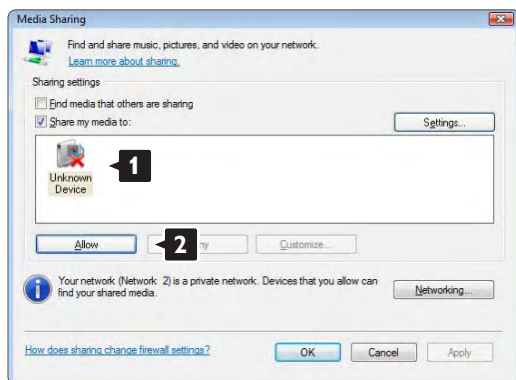 Media Sharing
Find and share music, pictures, and video on your network.
Learn more about sharing.
Sharing settings
Find media that others are sharing
Share my media to:
Settings...
Unknown
Device
1
Allow
2
Customize...
Your network (Network 2) is a private network. Devices that you allow can
find your shared media.
Networking...
How does sharing change firewall settings?
OK
Cancel
Apply